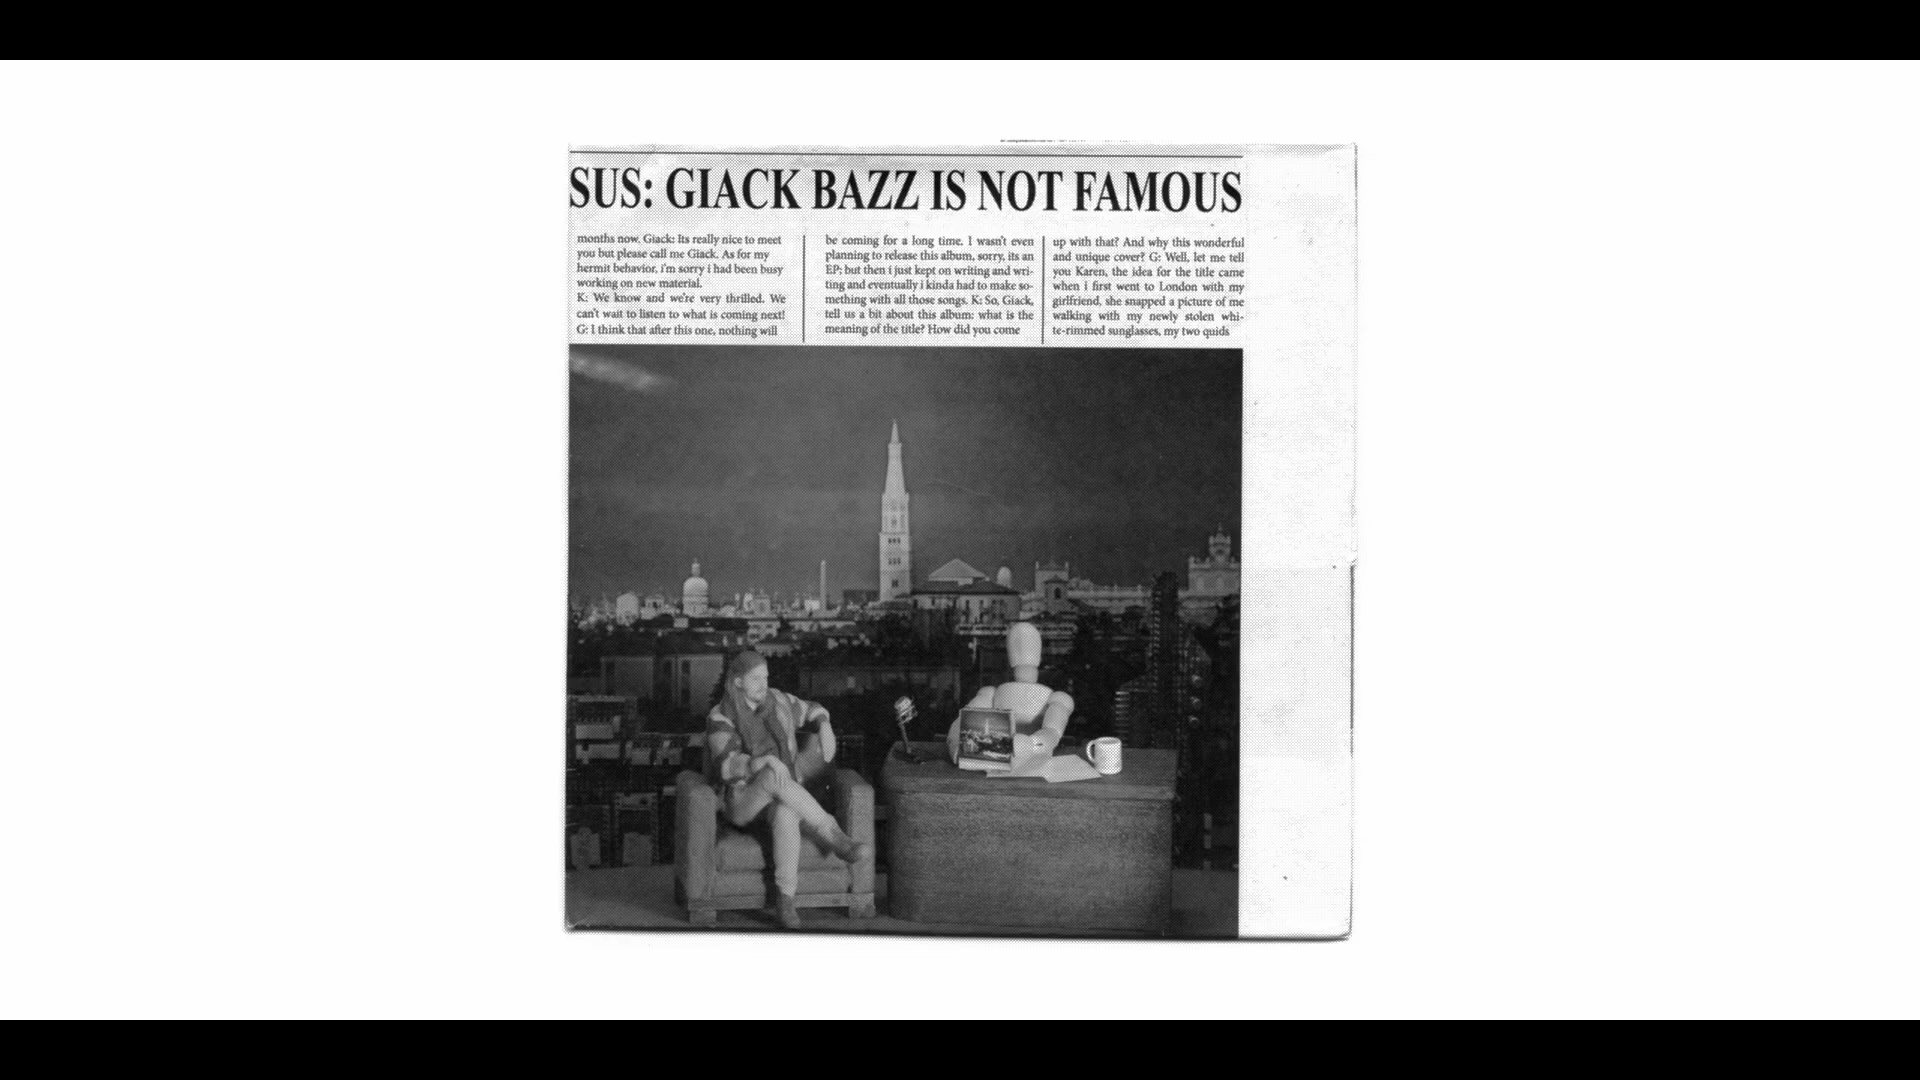 SUS: GIACK BAZZ IS NOT FAMOUS
months now. Giack: Its really nice to meet
you but please call me Giack. As for my
hermit behavior, i'm sorry i had been busy
working on new material.
K: We know and we're very thrilled. We
can't wait to listen to what is coming next!
G: I think that after this one, nothing will
be coming for a long time. I wasn't even
planning to release this album, sorry, its an
EP; but then i just kept on writing and wri-
ting and eventually i kinda had to make so-
mething with all those songs. K: So, Giack,
tell us a bit about this album: what is the
meaning of the title? How did you come
up with that? And why this wonderful
and unique cover? G: Well, let me tell
you Karen, the idea for the title came
when i first went to London with my
girlfriend, she snapped a picture of me
walking with my newly stolen whi-
te-rimmed sunglasses, my two quids